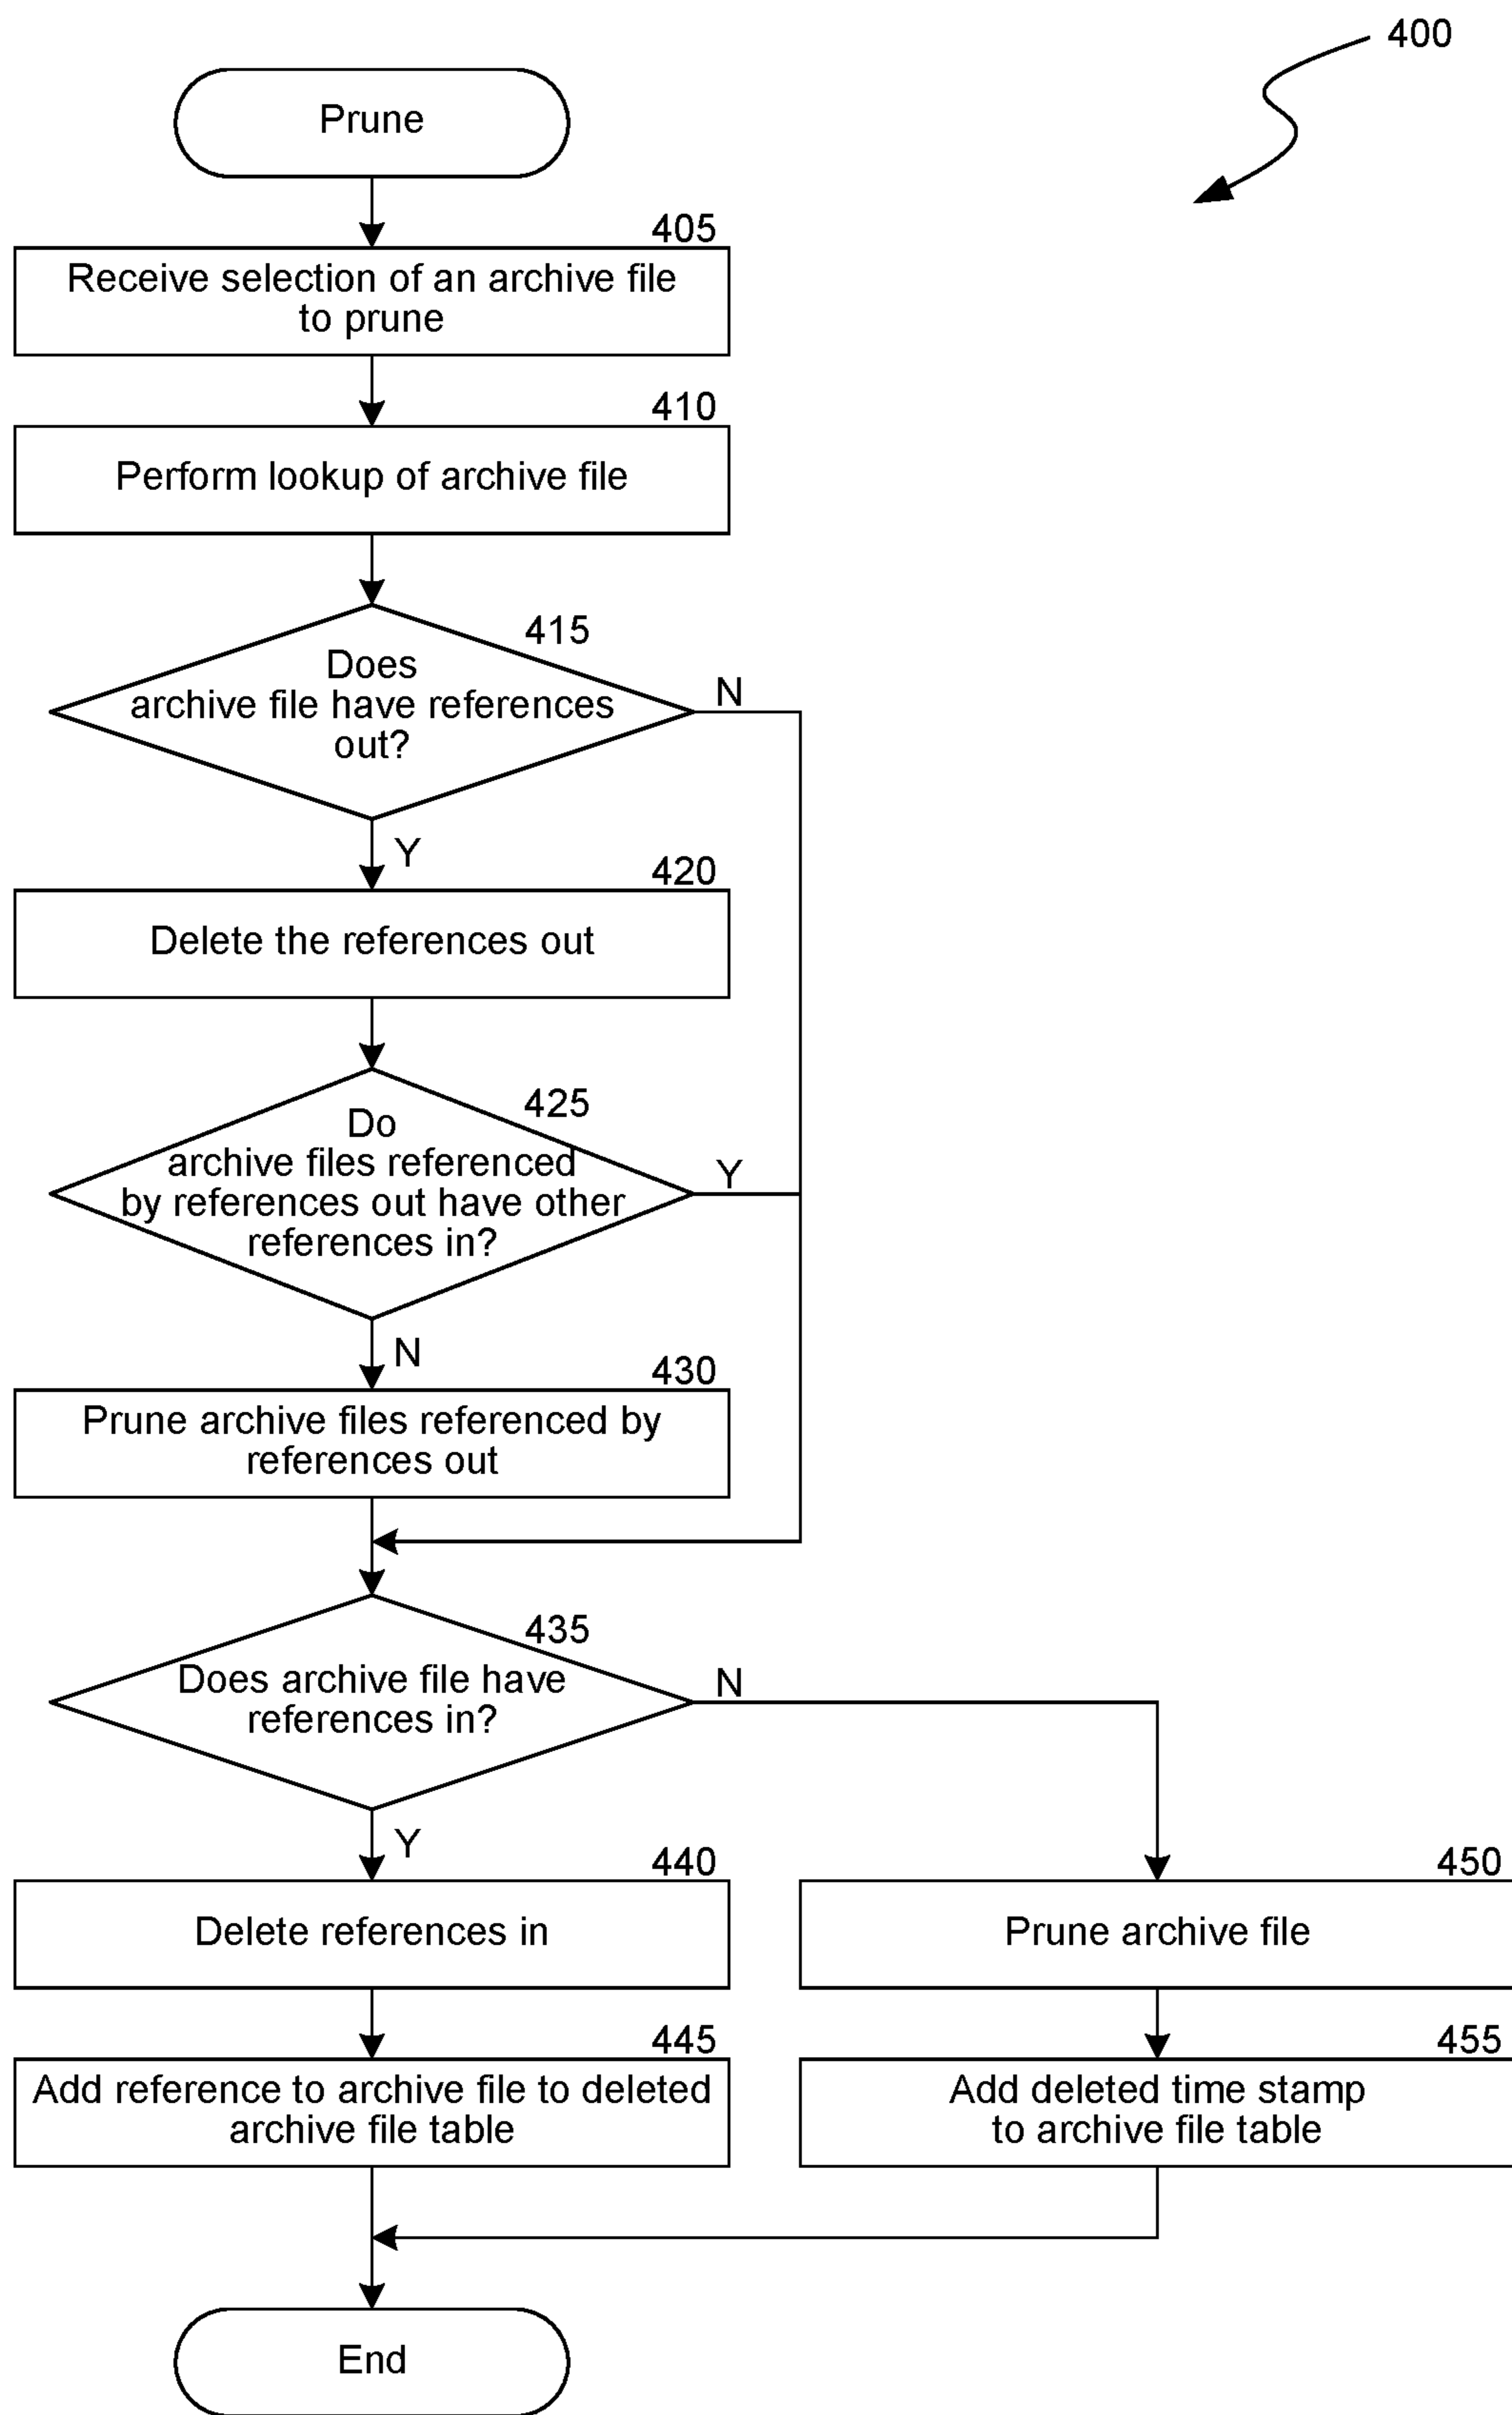 400
Prune
405
Receive selection of an archive file
to prune
410
Perform lookup of archive file
415
Does
archive file have references
out?
N
Y
420
Delete the references out
425
Do
archive files referenced
by references out have other
references in?
Y
N
430
Prune archive files referenced by
references out
435
Does archive file have
references in?
N
Y
440
Delete references in
450
Prune archive file
445
Add reference to archive file to deleted
archive file table
455
Add deleted time stamp
to archive file table
End